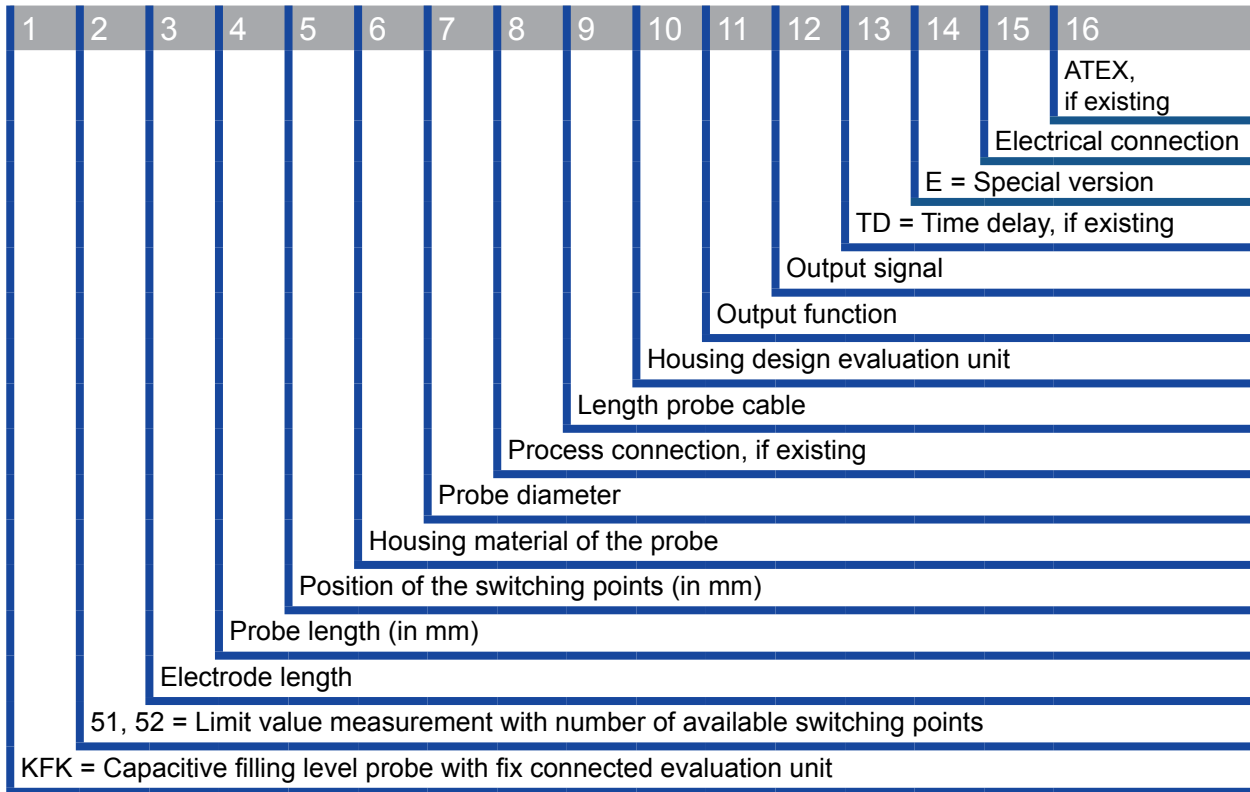 1 2 3 4 5 6 7 8 9 10 11 12 13 14 15 16
ATEX,
if existing
Electrical connection
E = Special version
TD = Time delay, if existing
Output signal
Output function
Housing design evaluation unit
Length probe cable
Process connection, if existing
Probe diameter
Housing material of the probe
Position of the switching points (in mm)
Probe length (in mm)
Electrode length
51, 52 = Limit value measurement with number of available switching points
KFK = Capacitive filling level probe with fix connected evaluation unit